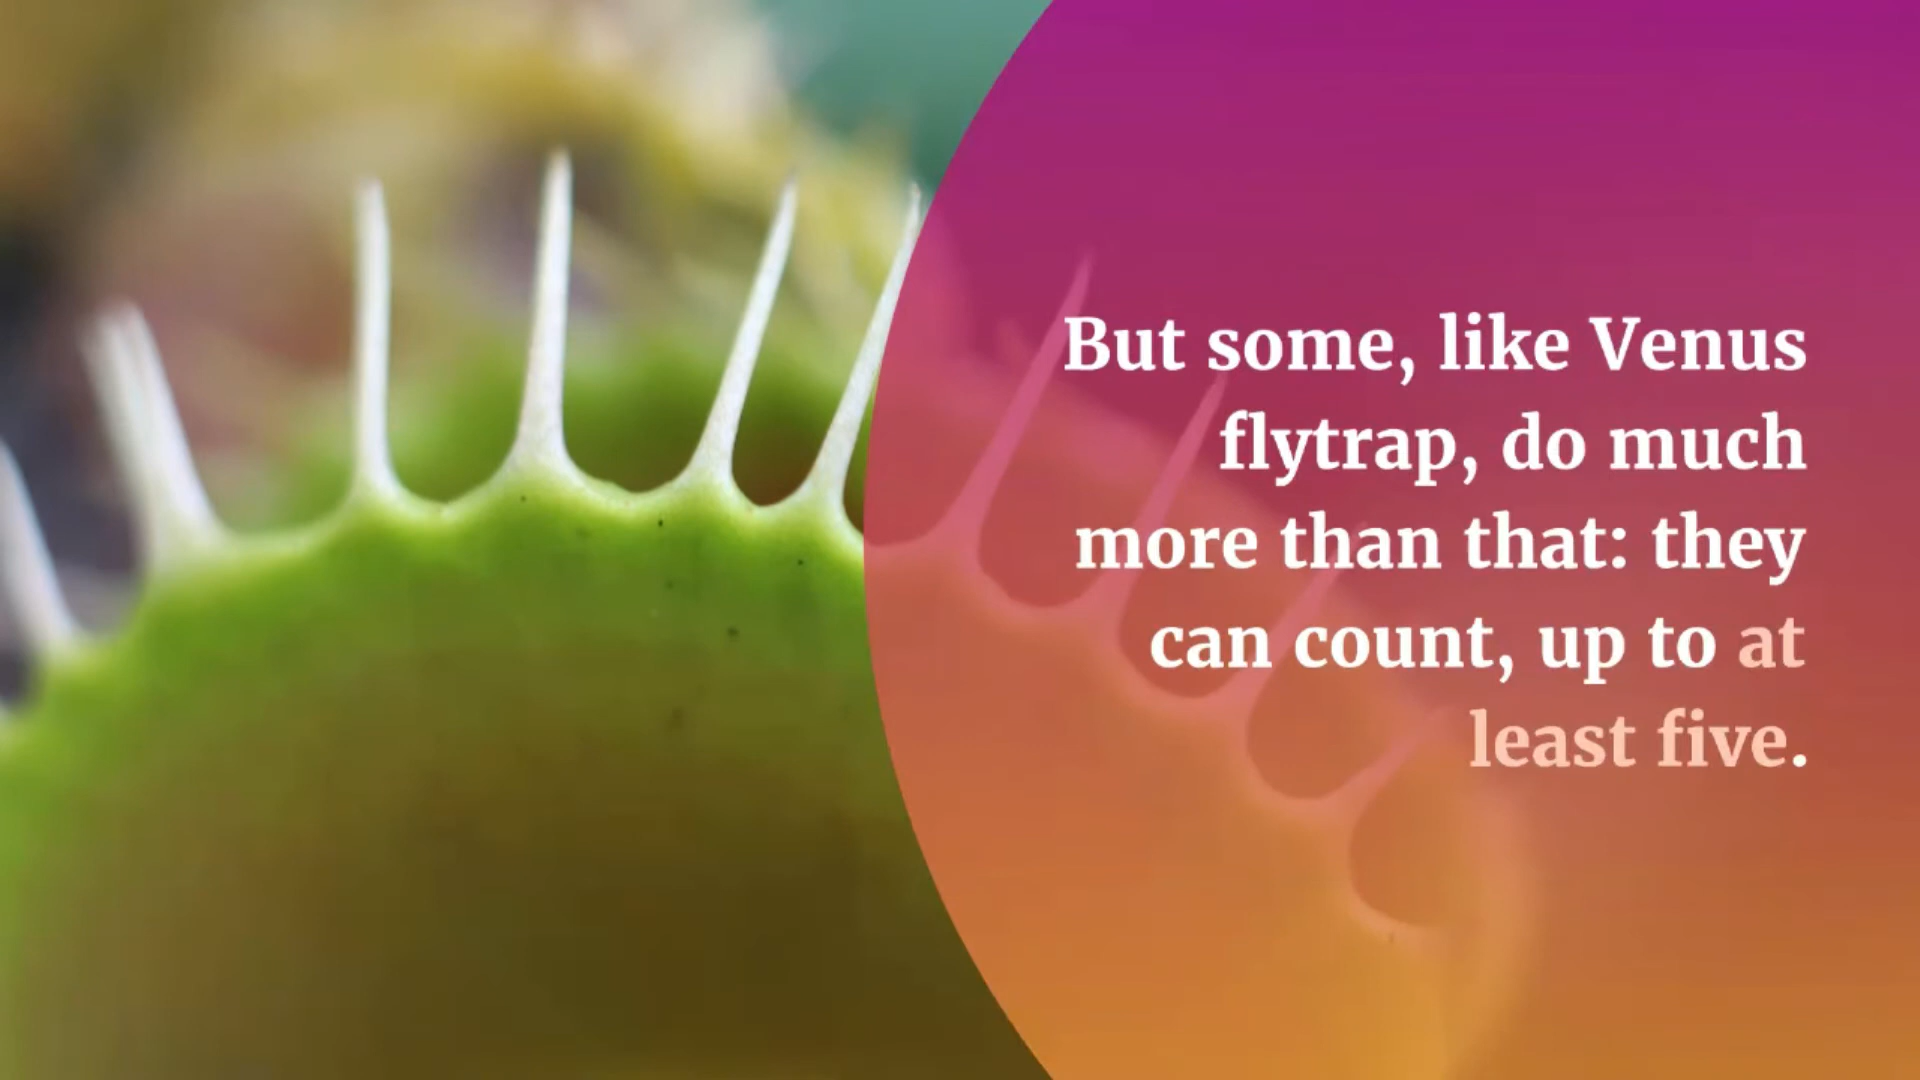 But some, like Venus
flytrap, do much
more than that: they
can count, up to at
least five.